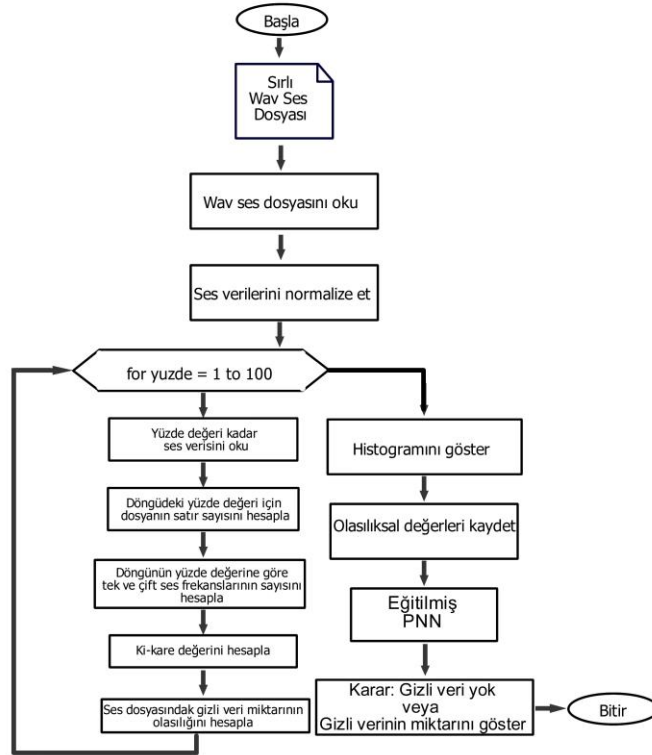 Başla
Sırlı
Wav Ses
Dosyası
Wav ses dosyasını oku
Ses verilerini normalize et
for yuzde = 1 to 100
Yüzde değeri kadar
ses verisini oku
Döngüdeki yüzde değeri için
dosyanın satır sayısını hesapla
Döngünün yüzde değerine göre
tek ve çift ses frekanslarının sayısını
hesapla
Ki-kare değerini hesapla
Ses dosyasındak gizli veri miktarının
olasılığını hesapla
Histogramını göster
Olasılıksal değerleri kaydet
Eğitilmiş
PNN
Karar: Gizli veri yok
veya
Gizli verinin miktarını göster
Bitir